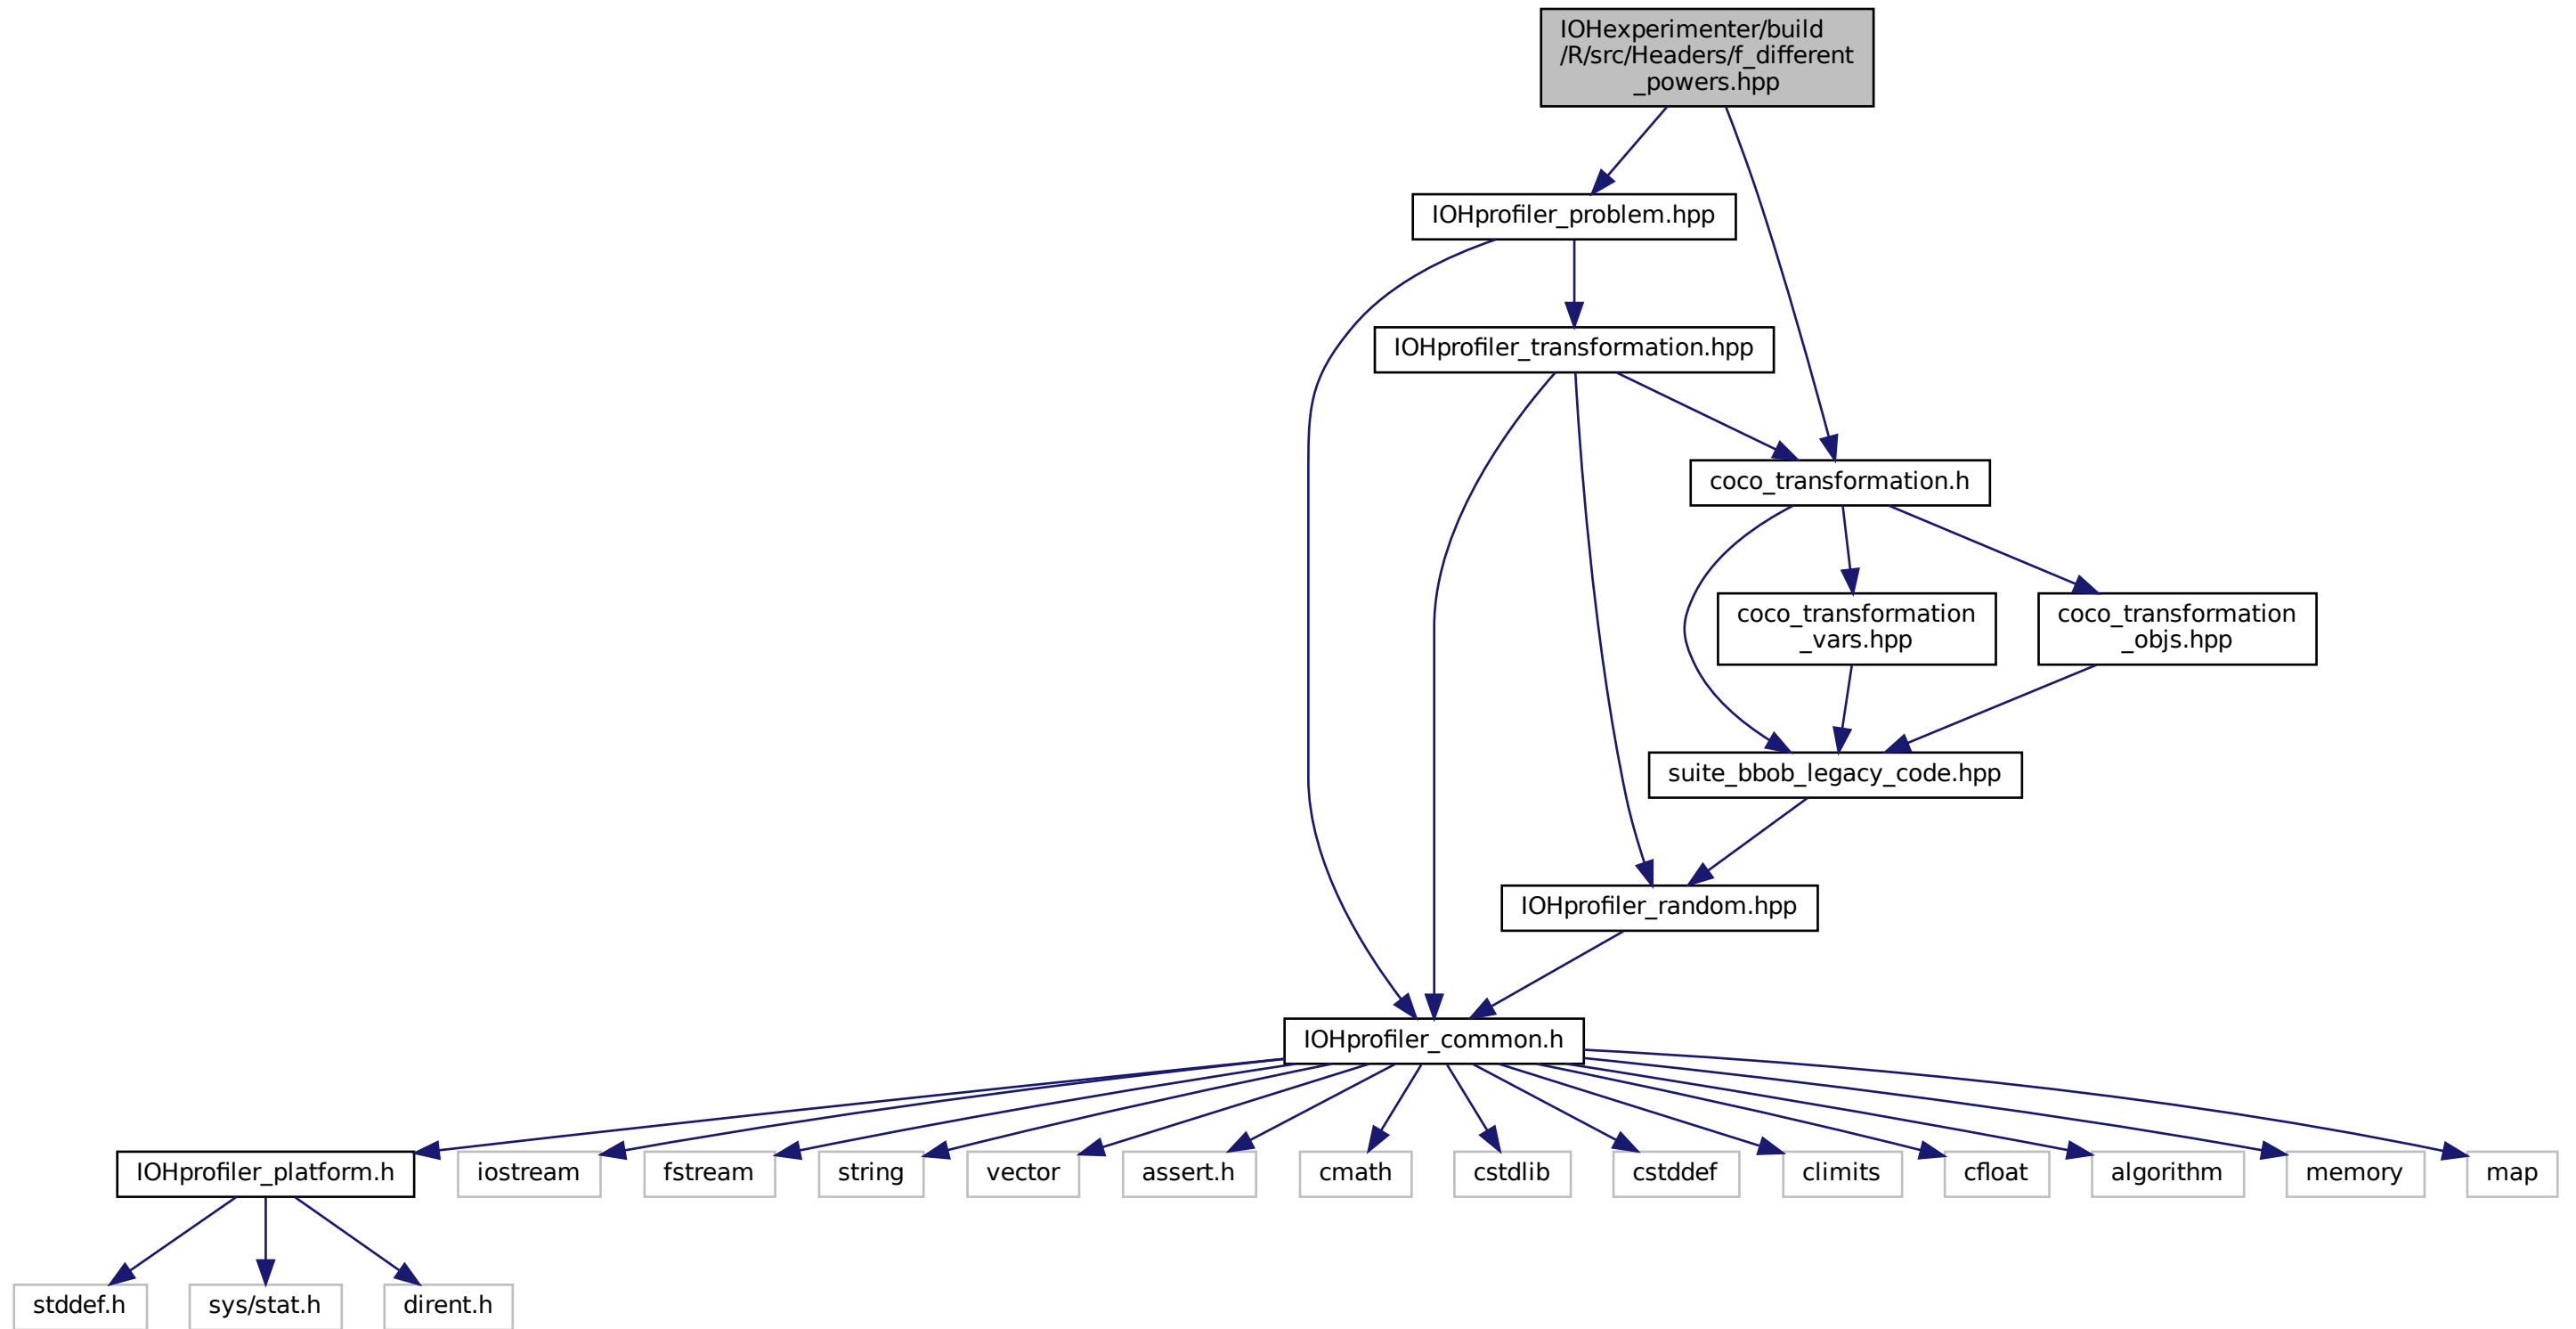 IOHexperimenter/build
/R/src/Headers/f_different
_powers.hpp
IOHprofiler_problem.hpp
IOHprofiler_transformation.hpp
coco_transformation.h
coco_transformation
_vars.hpp
coco_transformation
_objs.hpp
suite_bbob_legacy_code.hpp
IOHprofiler_random.hpp
IOHprofiler_common.h
IOHprofiler_platform.h
iostream
fstream
string
vector
assert.h
cmath
cstdlib
cstddef
climits
cfloat
algorithm
memory
map
stddef.h
sys/stat.h
dirent.h